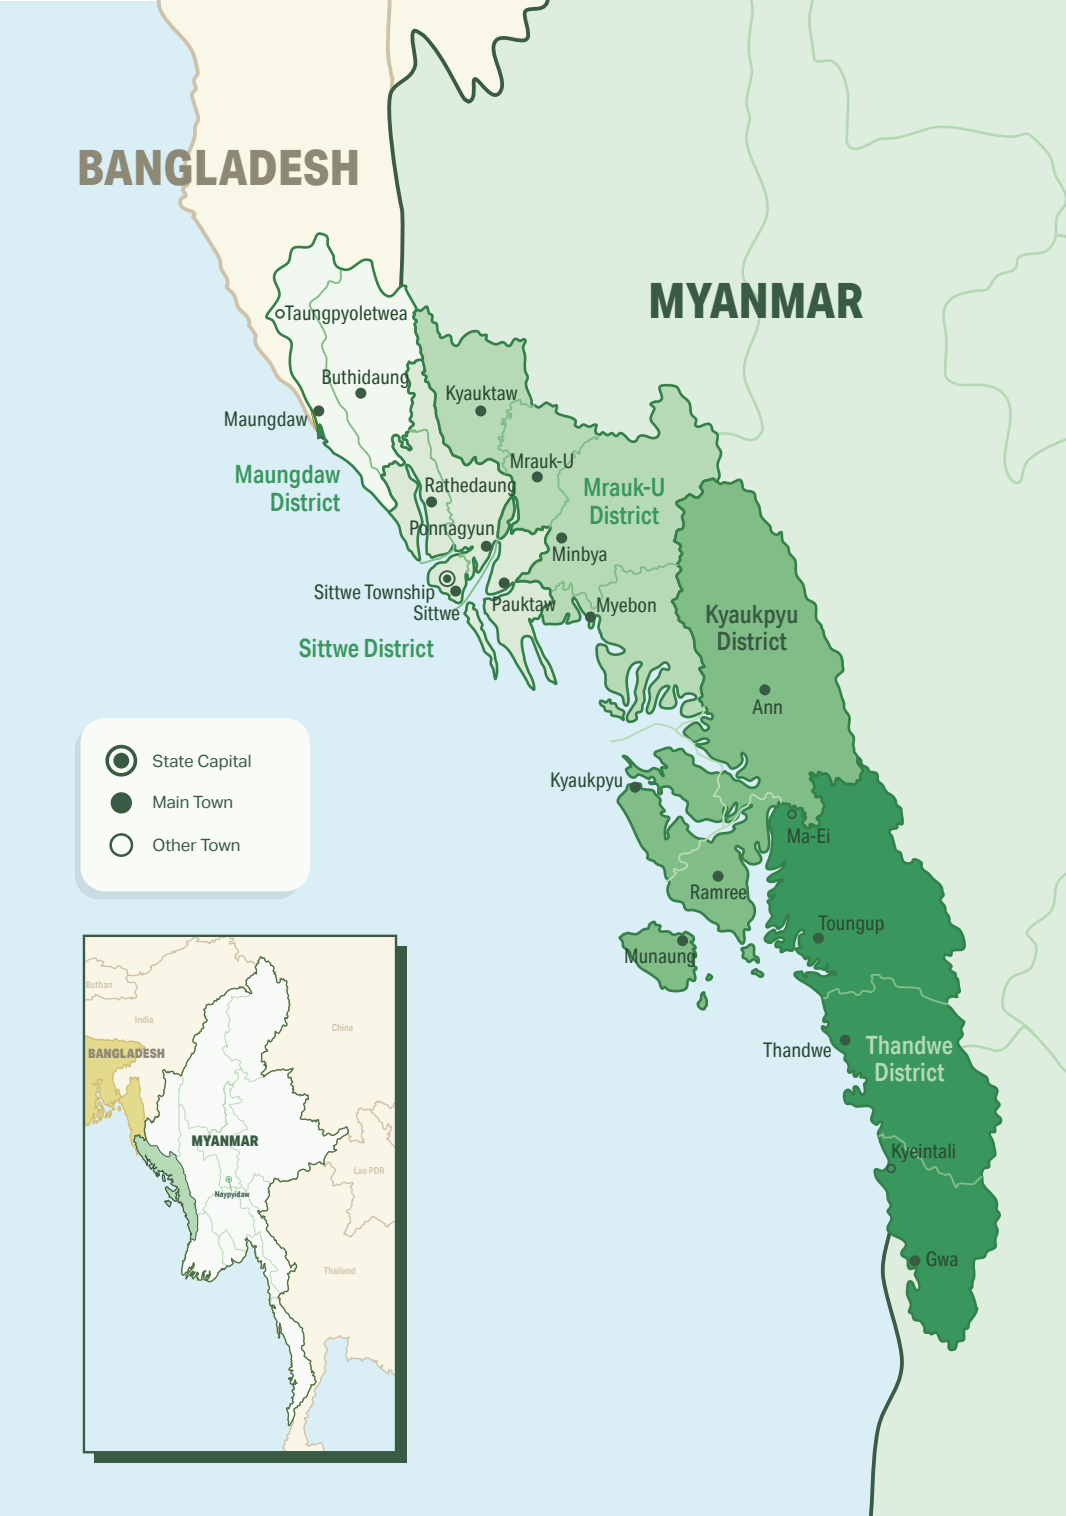 BANGLADESH
MYANMAR
Taungpyoletwea
Buthidaung
Kyauktaw
Maungdaw
Mrauk-U
Maungdaw
District
Rathedaung
Mrauk-U
District
Ponnagyun
Minbya
Sittwe Township
Sittwe
Pauktaw
Myebon
Kyaukpyu
District
Sittwe District
Ann
State Capital
Main Town
Other Town
Kyaukpyu
Ma-Ei
Ramree
Toungup
Munaung
Thandwe
Thandwe
District
Kyeintali
Gwa
Buthan
India
China
BANGLADESH
MYANMAR
Lao PDR
Naypyidaw
Thailand